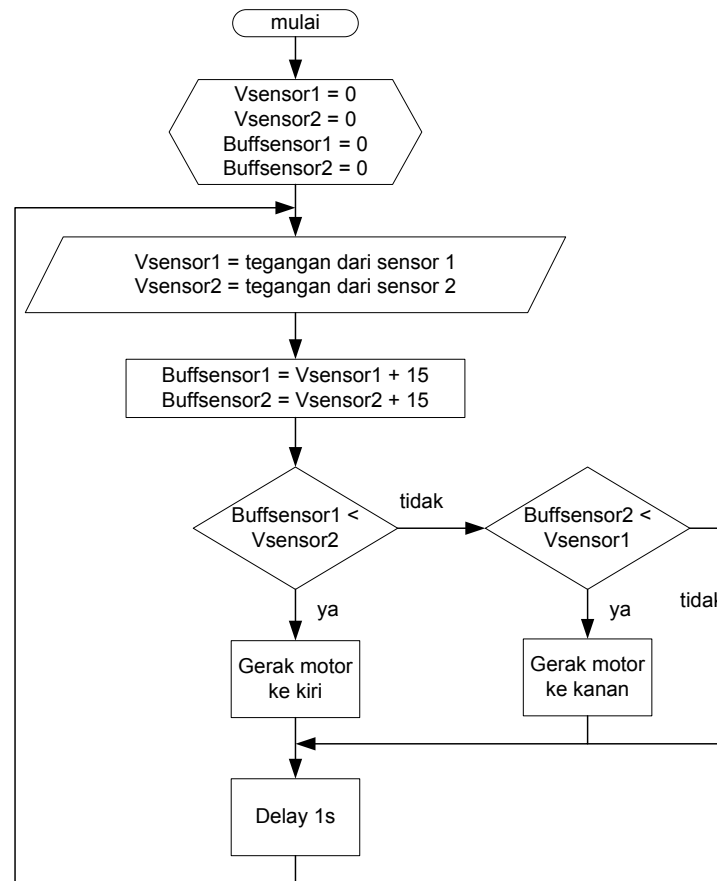 mulai
Vsensor1 = 0
Vsensor2 = 0
Buffsensor1 = 0
Buffsensor2 = 0
Vsensor1 = tegangan dari sensor 1
Vsensor2 = tegangan dari sensor 2
Buffsensor1 = Vsensor1 + 15
Buffsensor2 = Vsensor2 + 15
Buffsensor1 <
Vsensor2
tidak
Buffsensor2 <
Vsensor1
tidak
ya
ya
Gerak motor
ke kiri
Gerak motor
ke kanan
Delay 1s